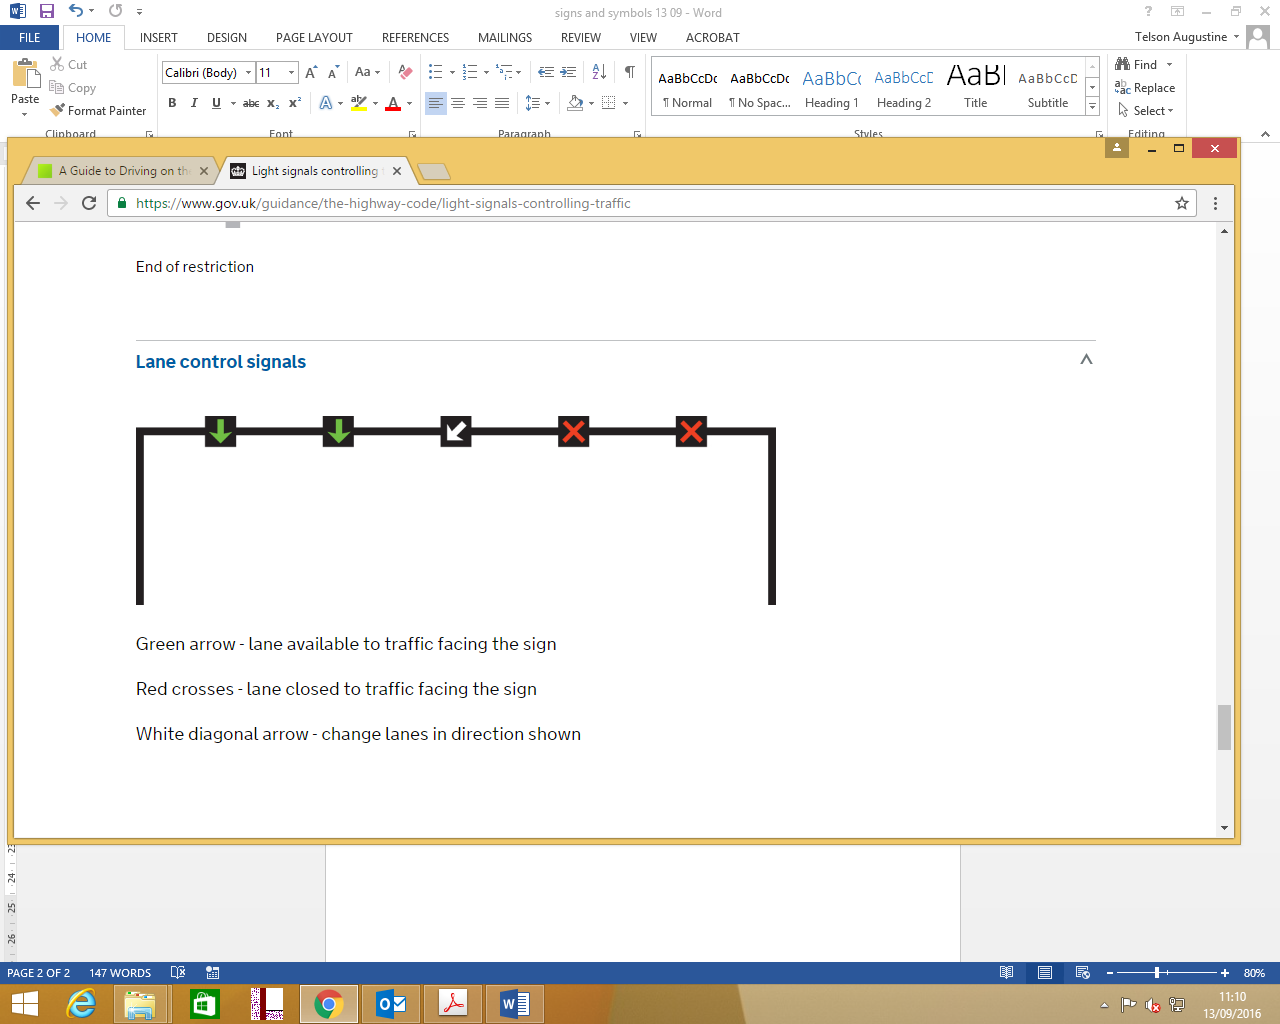 signs and symbols 13 09 - Word
FILE HOME INSERT DESIGN PAGE LAYOUT REFERENCES MAILINGS REVIEW VIEW ACROBAT Telson Augustine
Paste Cut Copy Format Painter Clipboard
Calibri (Body) 11 Font
Paragraph
AaBbCcDc AaBbCcDc AaBbCc AaBbCcD AaB AaBbCcD
¶ Normal ¶ No Spac... Heading 1 Heading 2 Title Subtitle
Styles
Find Replace Select Editing
A Guide to Driving on the Light signals controlling
https://www.gov.uk/guidance/the-highway-code/light-signals-controlling-traffic
End of restriction
Lane control signals
Green arrow - lane available to traffic facing the sign
Red crosses - lane closed to traffic facing the sign
White diagonal arrow - change lanes in direction shown
24
25
26
PAGE 2 OF 2 147 WORDS 80%
11:10
13/09/2016